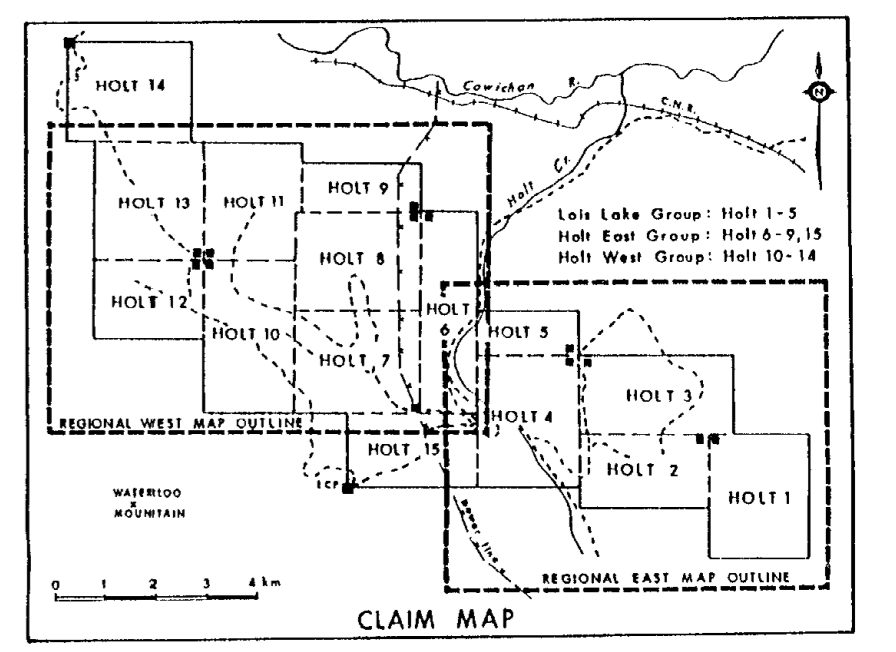 HOLT 14
Cowichan R.
C.N.R.
N
Holt Cr.
HOLT 9
HOLT 13
HOLT 11
Lois Lake Group: Holt 1-5
Holt East Group: Holt 6-9,15
Holt West Group: Holt 10-14
HOLT 8
HOLT 12
HOLT
6
HOLT 5
HOLT 10
HOLT 7
HOLT 3
HOLT 4
REGIONAL WEST MAP OUTLINE
HOLT 15
HOLT 2
LCP
HOLT 1
WATERLOO
x
MOUNTAIN
Power line
0 1 2 3 4 km
REGIONAL EAST MAP OUTLINE
CLAIM MAP